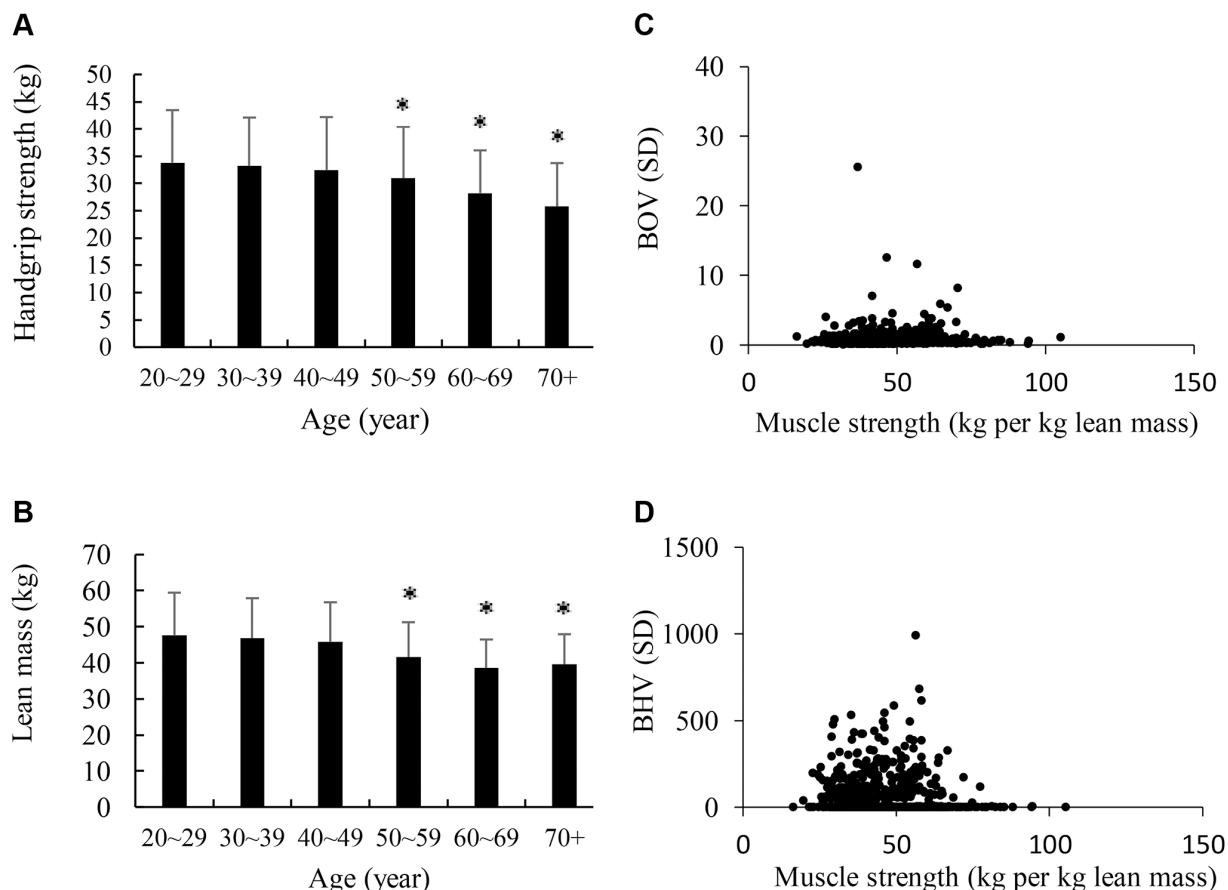 A
Handgrip strength (kg)
50
45
40
35
30
25
20
15
10
5
0
20~29 30~39 40~49 50~59 60~69 70+
* * *
Age (year)
B
Lean mass (kg)
70
60
50
40
30
20
10
0
20~29 30~39 40~49 50~59 60~69 70+
* * *
Age (year)
C
BOV (SD)
40
30
20
10
0
0 50 100 150
Muscle strength (kg per kg lean mass)
D
BHV (SD)
1500
1000
500
0
0 50 100 150
Muscle strength (kg per kg lean mass)